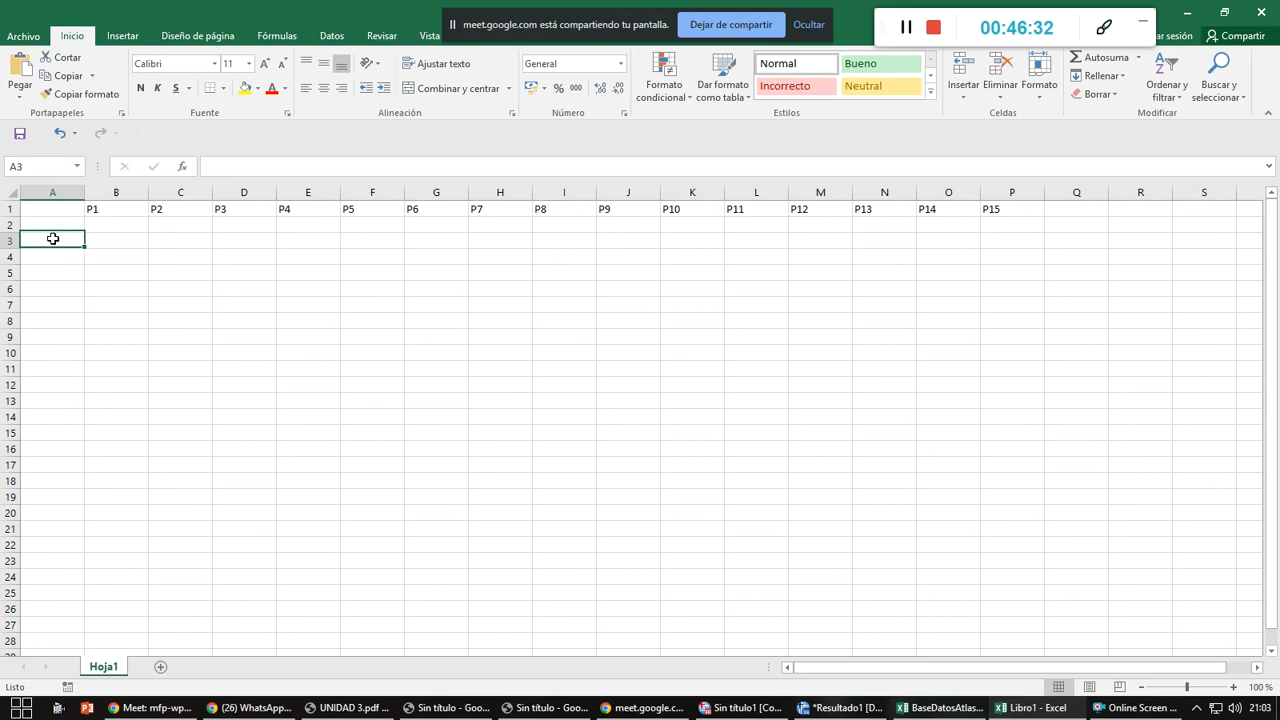 meet.google.com está compartiendo tu pantalla. Dejar de compartir Ocultar
00:46:32
Archivo Inicio Insertar Diseño de página Fórmulas Datos Revisar Vista
sesión Compartir
Pegar
Cortar
Copiar
Copiar formato
Portapapeles
Calibri 11
N K S
Fuente
Ajustar texto
Combinar y centrar
Alineación
General
% 000
Número
Formato condicional
Dar formato como tabla
Normal Bueno
Incorrecto Neutral
Estilos
Insertar Eliminar Formato
Celdas
Autosuma
Rellenar
Borrar
Ordenar y filtrar
Buscar y seleccionar
Modificar
A3 fx
A B C D E F G H I J K L M N O P Q R S
1 P1 P2 P3 P4 P5 P6 P7 P8 P9 P10 P11 P12 P13 P14 P15
2
3
4
5
6
7
8
9
10
11
12
13
14
15
16
17
18
19
20
21
22
23
24
25
26
27
28
Hoja1
Listo 100 %
Meet: mfp-wp... (26) WhatsApp... UNIDAD 3.pdf ... Sin título - Goo... Sin título - Goo... meet.google.co... Sin título1 [Co... *Resultado1 [D... BaseDatosAtlas... Libro1 - Excel Online Screen ... 21:03